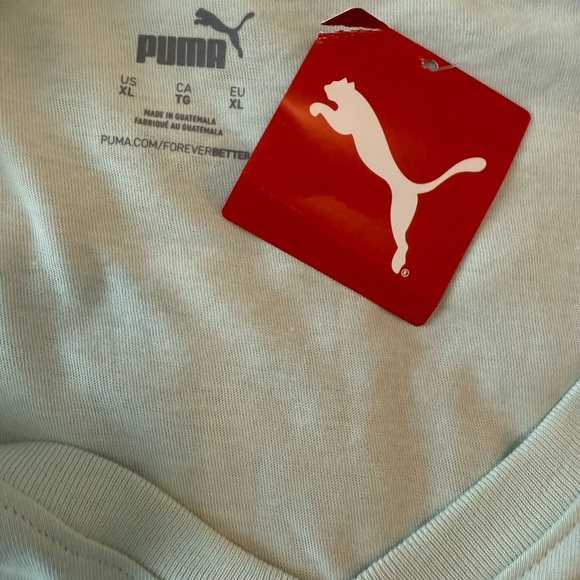 PUMA
US CA EU
XL TG XL
MADE IN GUATEMALA
FABRIQUÉ AU GUATEMALA
PUMA.COM/FOREVERBETTER
®